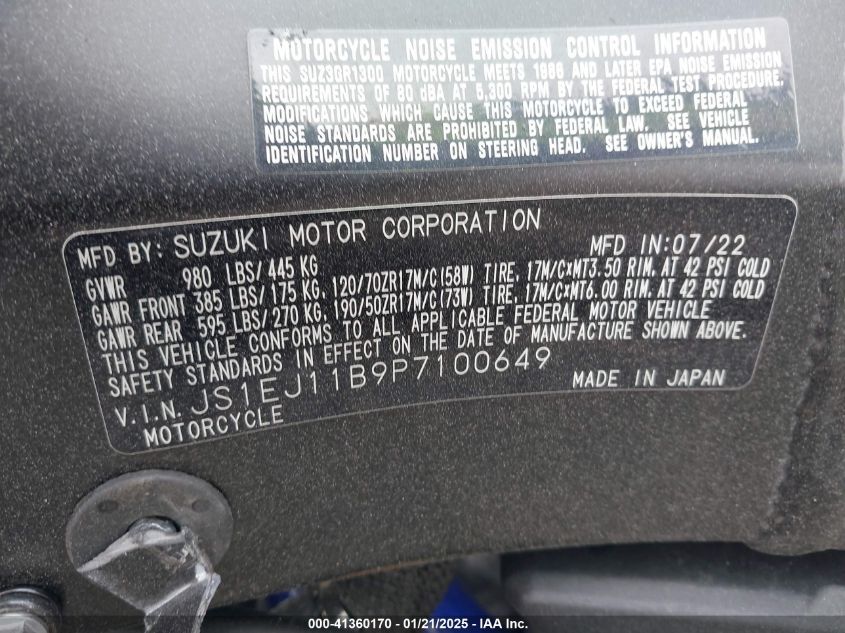 MOTORCYCLE NOISE EMISSION CONTROL INFORMATION
THIS SUZ3GR1300 MOTORCYCLE MEETS 1986 AND LATER EPA NOISE EMISSION
REQUIREMENTS OF 80 dBA AT 5,300 RPM BY THE FEDERAL TEST PROCEDURE.
MODIFICATIONS WHICH CAUSE THIS MOTORCYCLE TO EXCEED FEDERAL
NOISE STANDARDS ARE PROHIBITED BY FEDERAL LAW. SEE VEHICLE
IDENTIFICATION NUMBER ON STEERING HEAD. SEE OWNER'S MANUAL.
MFD BY: SUZUKI MOTOR CORPORATION MFD IN:07/22
GVWR 980 LBS/445 KG
GAWR FRONT 385 LBS/175 KG, 120/70ZR17M/C(58W) TIRE, 17M/C×MT3.50 RIM, AT 42 PSI COLD
GAWR REAR 595 LBS/270 KG, 190/50ZR17M/C(73W) TIRE, 17M/C×MT6.00 RIM, AT 42 PSI COLD
THIS VEHICLE CONFORMS TO ALL APPLICABLE FEDERAL MOTOR VEHICLE
SAFETY STANDARDS IN EFFECT ON THE DATE OF MANUFACTURE SHOWN ABOVE.
V.I.N. JS1EJ11B9P7100649 MADE IN JAPAN
MOTORCYCLE
000-41360170 | 01/21/2025 - IAA Inc.